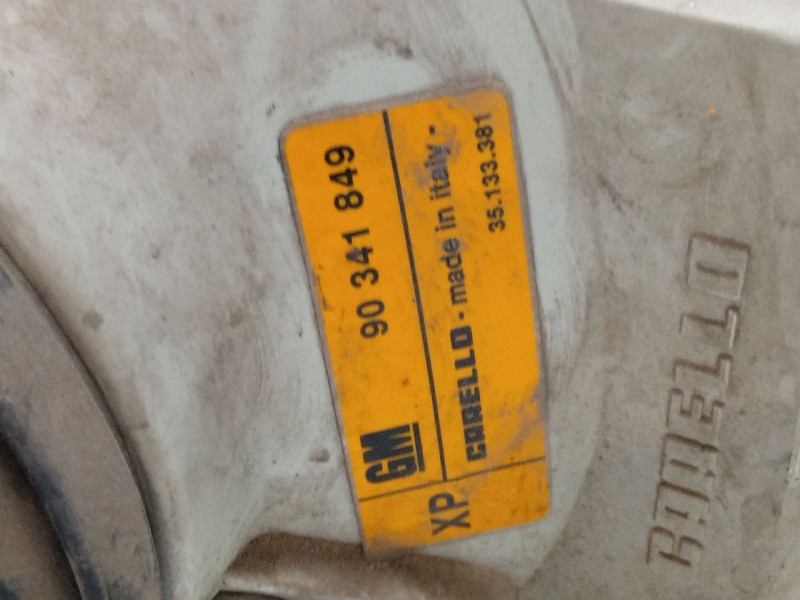 GM 90 341 849
CARELLO - made in italy -
35.133.381
XP
CARELLO